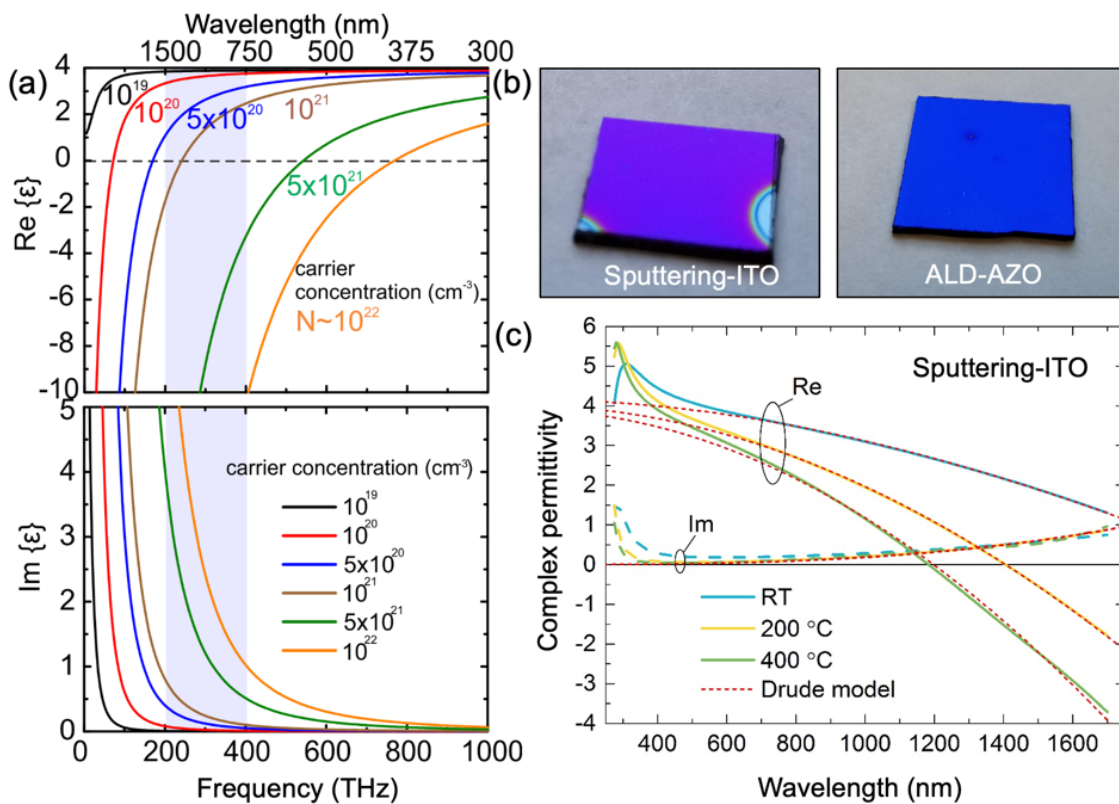 Wavelength (nm)
1500 750 500 375 300
(a)
4
2
0
-2
-4
-6
-8
-10
Re {ε}
10¹⁹
10²⁰
5x10²⁰
10²¹
5x10²¹
carrier
concentration (cm⁻³)
N~10²²
5
4
3
2
1
0
Im {ε}
carrier concentration (cm⁻³)
10¹⁹
10²⁰
5x10²⁰
10²¹
5x10²¹
10²²
0 200 400 600 800 1000
Frequency (THz)
(b)
Sputtering-ITO
ALD-AZO
(c)
Sputtering-ITO
6
5
4
3
2
1
0
-1
-2
-3
-4
Complex permittivity
Re
Im
RT
200 °C
400 °C
Drude model
400 600 800 1000 1200 1400 1600
Wavelength (nm)